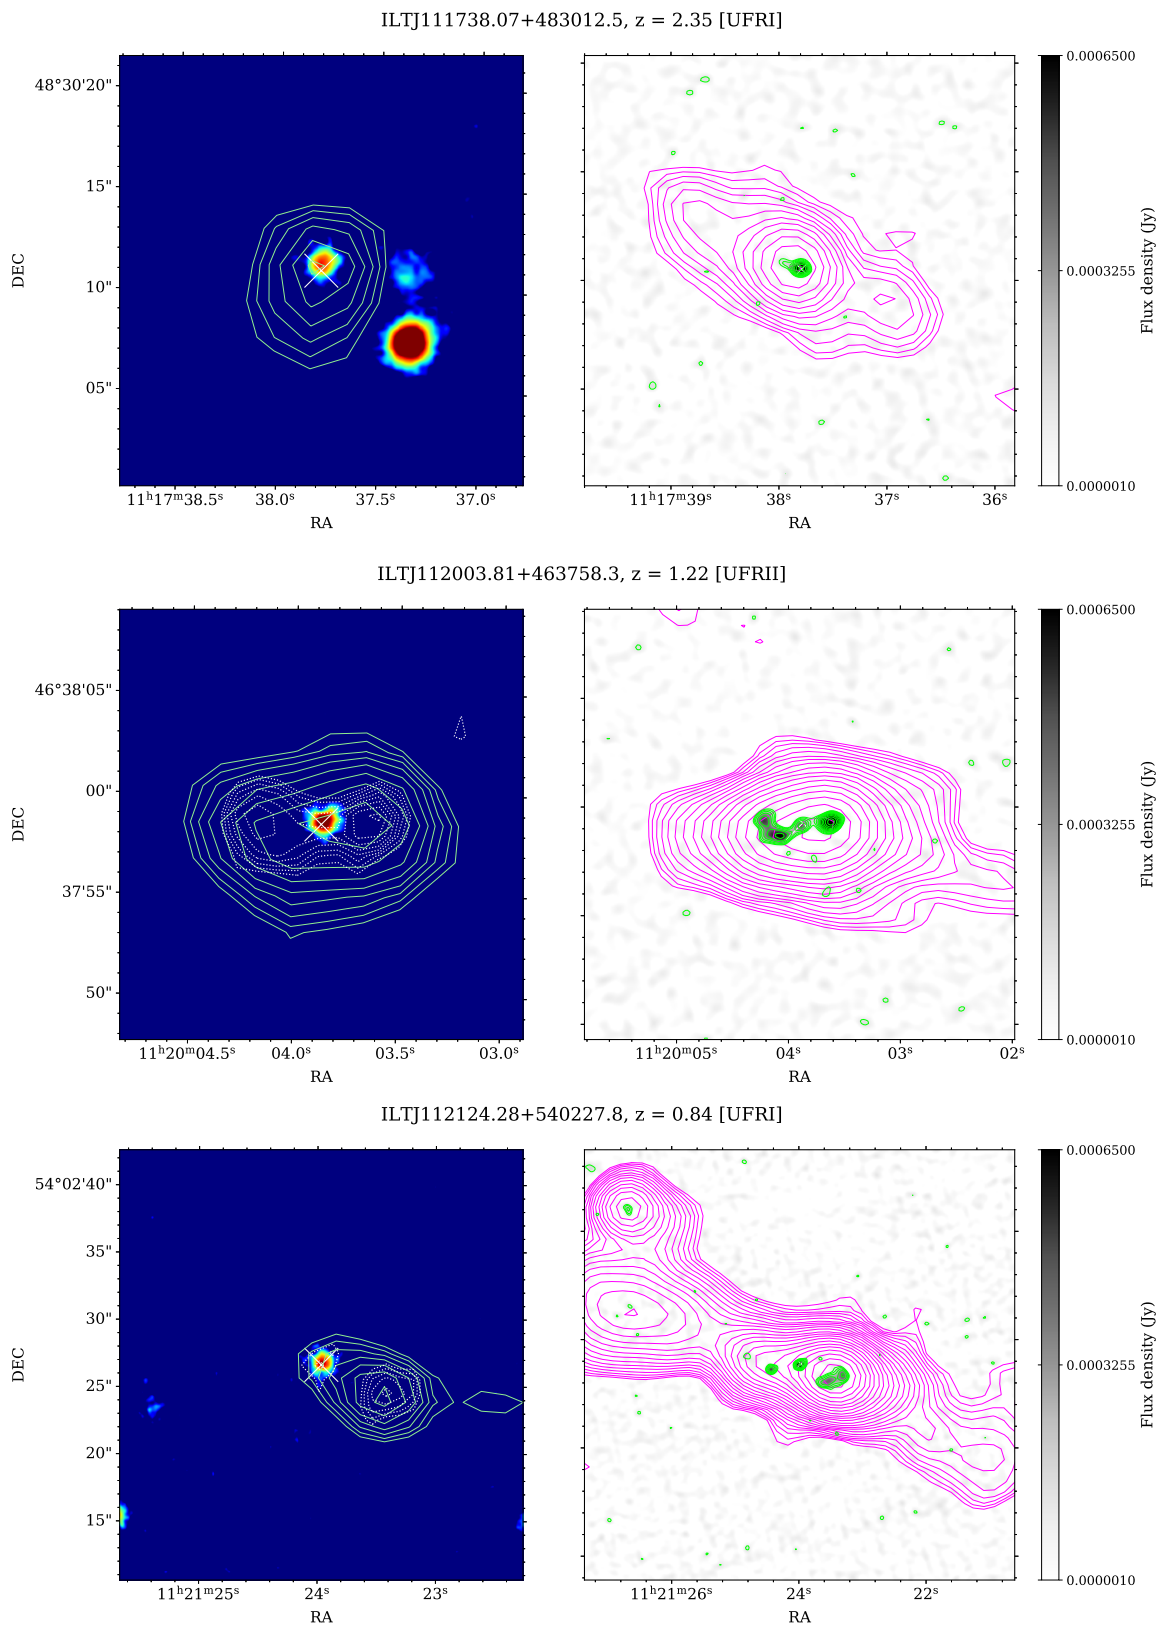 ILTJ111738.07+483012.5, z = 2.35 [UFRI]
48°30'20"
15"
10"
05"
DEC
11ʰ17ᵐ38.5ˢ 38.0ˢ 37.5ˢ 37.0ˢ
RA
11ʰ17ᵐ39ˢ 38ˢ 37ˢ 36ˢ
RA
0.0006500
0.0003255
0.0000010
Flux density (Jy)
ILTJ112003.81+463758.3, z = 1.22 [UFRII]
46°38'05"
00"
37'55"
50"
DEC
11ʰ20ᵐ04.5ˢ 04.0ˢ 03.5ˢ 03.0ˢ
RA
11ʰ20ᵐ05ˢ 04ˢ 03ˢ 02ˢ
RA
0.0006500
0.0003255
0.0000010
Flux density (Jy)
ILTJ112124.28+540227.8, z = 0.84 [UFRI]
54°02'40"
35"
30"
25"
20"
15"
DEC
11ʰ21ᵐ25ˢ 24ˢ 23ˢ
RA
11ʰ21ᵐ26ˢ 24ˢ 22ˢ
RA
0.0006500
0.0003255
0.0000010
Flux density (Jy)